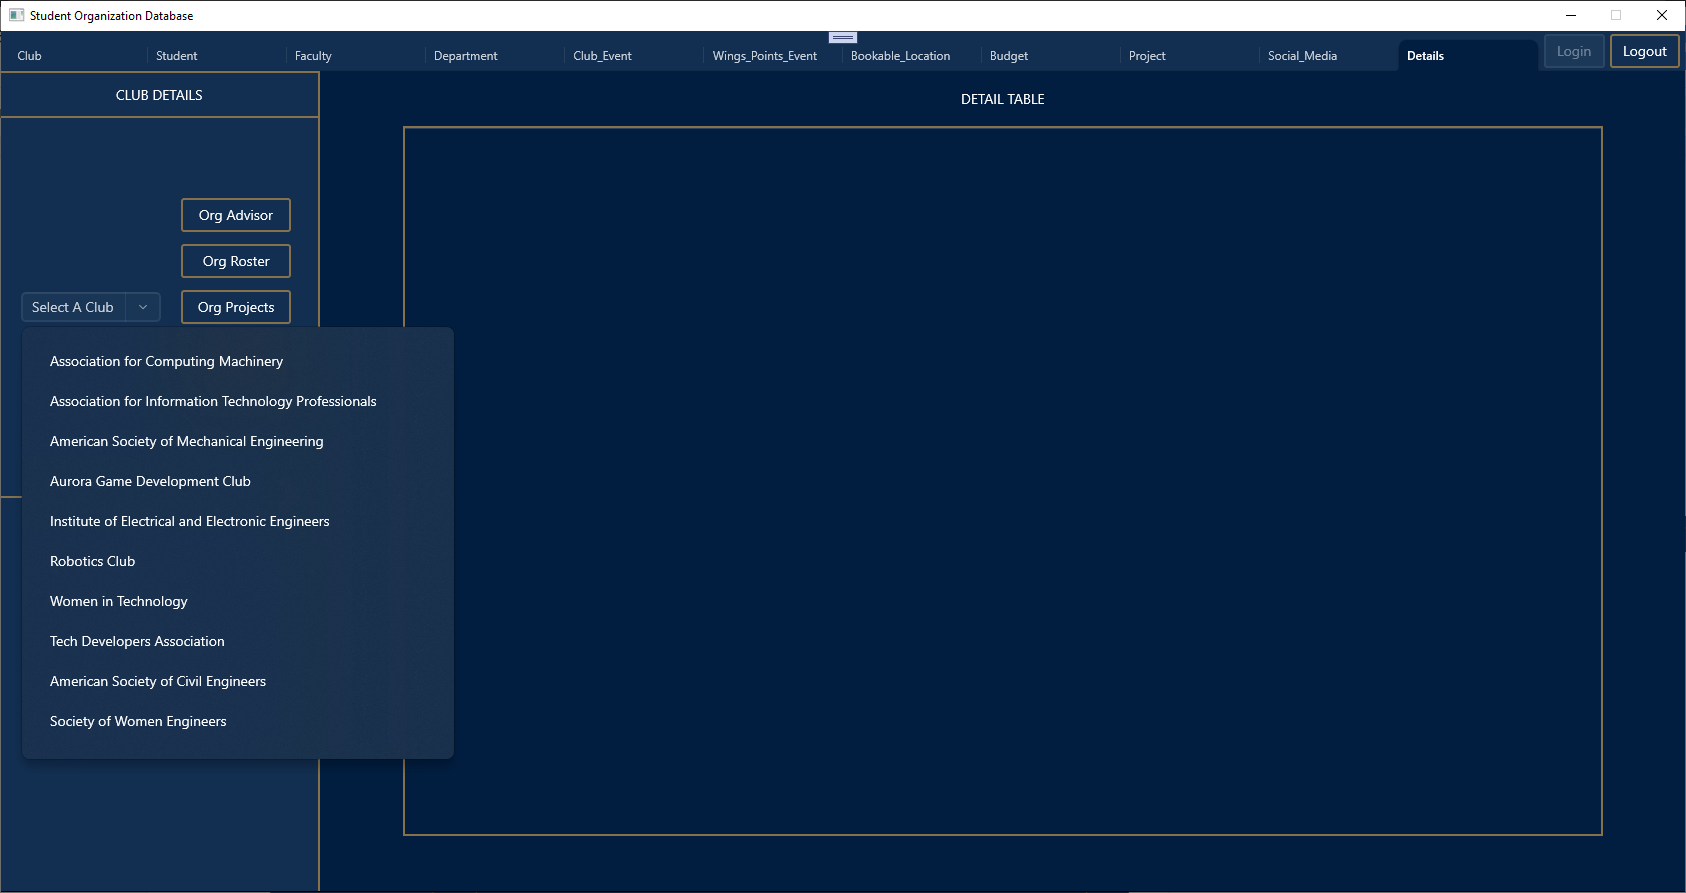 Student Organization Database
Club
Student
Faculty
Department
Club_Event
Wings_Points_Event
Bookable_Location
Budget
Project
Social_Media
Details
Login
Logout
CLUB DETAILS
DETAIL TABLE
Org Advisor
Org Roster
Select A Club
Org Projects
Association for Computing Machinery
Association for Information Technology Professionals
American Society of Mechanical Engineering
Aurora Game Development Club
Institute of Electrical and Electronic Engineers
Robotics Club
Women in Technology
Tech Developers Association
American Society of Civil Engineers
Society of Women Engineers